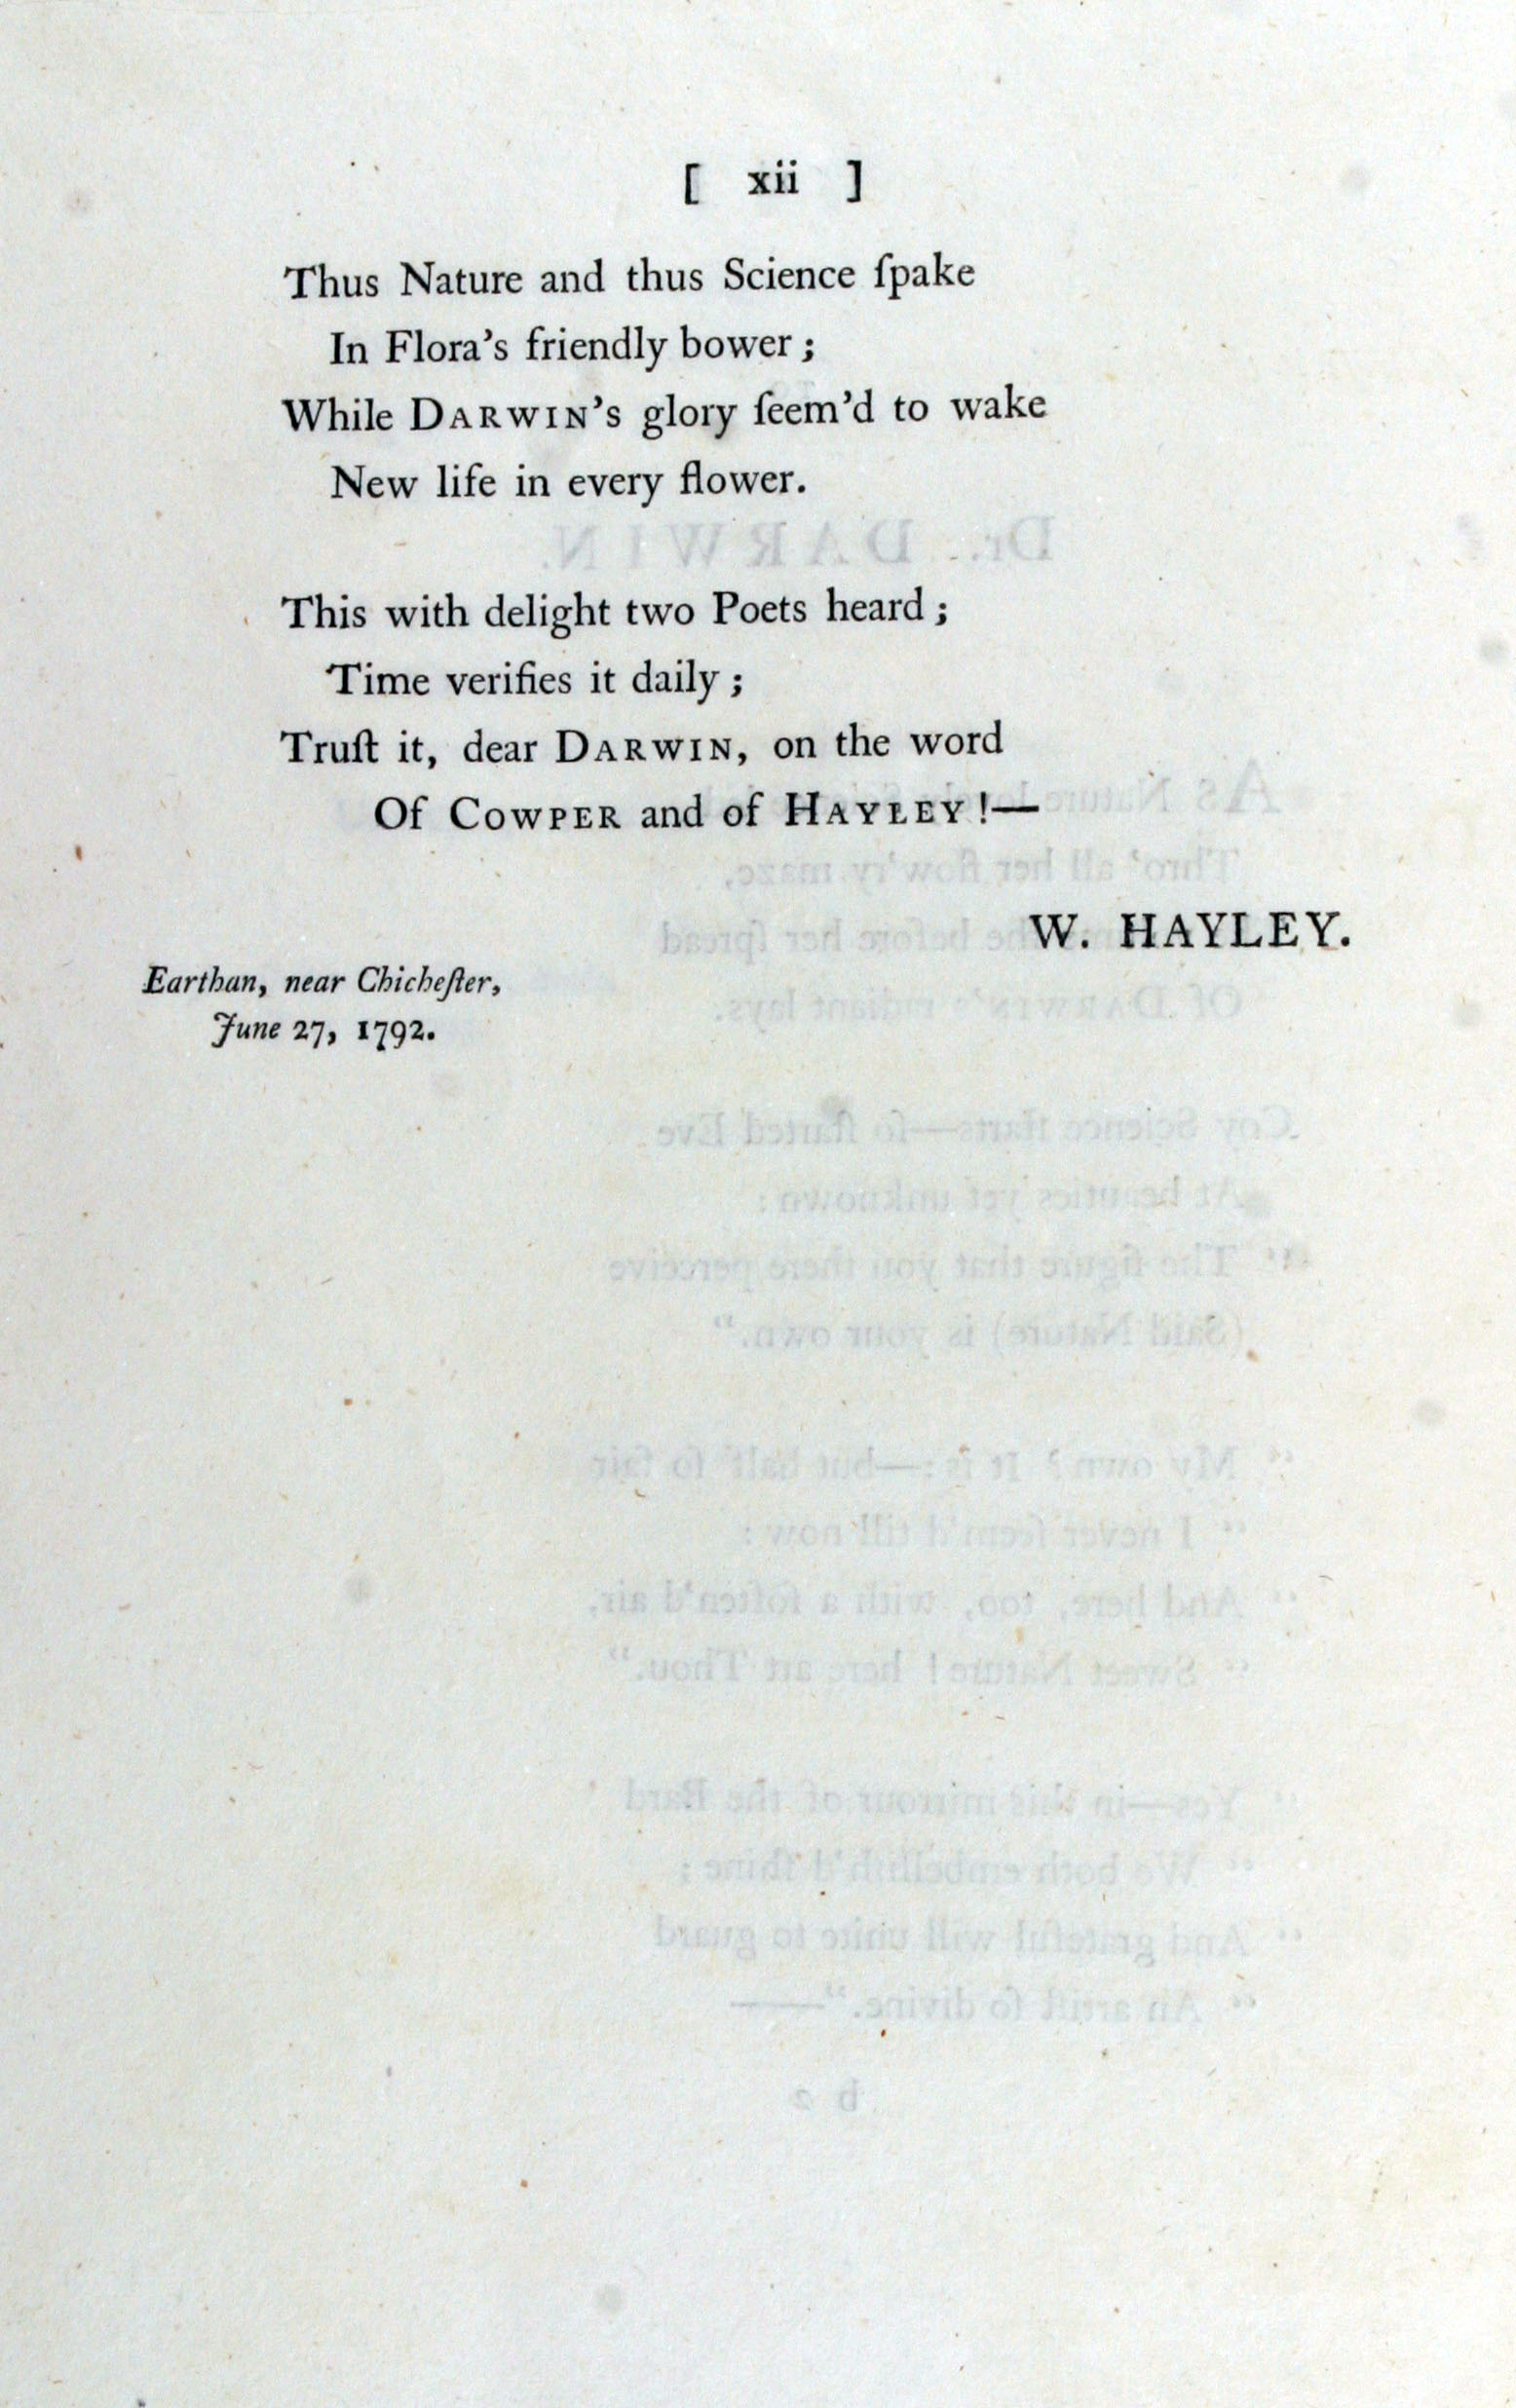 [ xii ]
Thus Nature and thus Science ſpake
In Flora's friendly bower ;
While DARWIN's glory ſeem'd to wake
New life in every flower.
This with delight two Poets heard ;
Time verifies it daily ;
Truſt it, dear DARWIN, on the word
Of COWPER and of HAYLEY !—
W. HAYLEY.
Earthan, near Chicheſter,
June 27, 1792.